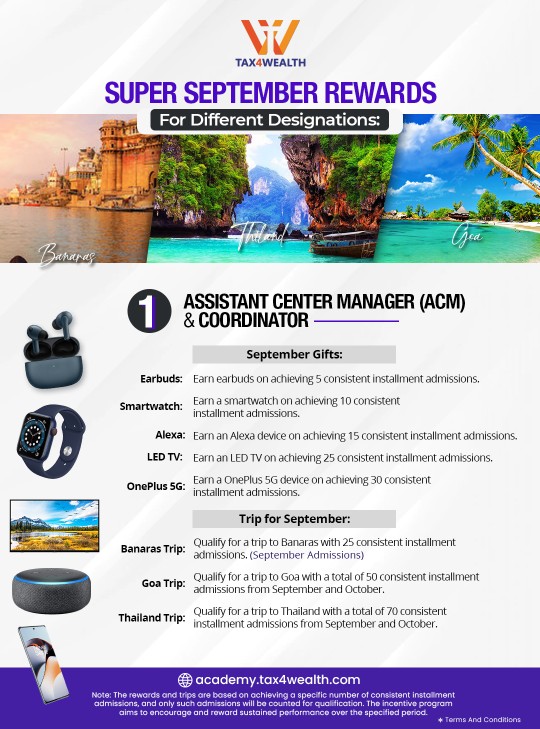 TAX4WEALTH
SUPER SEPTEMBER REWARDS
For Different Designations:
Banaras
Thiland
Goa
1
ASSISTANT CENTER MANAGER (ACM)
& COORDINATOR
September Gifts:
Earbuds: Earn earbuds on achieving 5 consistent installment admissions.
Smartwatch: Earn a smartwatch on achieving 10 consistent
installment admissions.
Alexa: Earn an Alexa device on achieving 15 consistent installment admissions.
LED TV: Earn an LED TV on achieving 25 consistent installment admissions.
OnePlus 5G: Earn a OnePlus 5G device on achieving 30 consistent
installment admissions.
Trip for September:
Banaras Trip: Qualify for a trip to Banaras with 25 consistent installment
admissions. (September Admissions)
Goa Trip: Qualify for a trip to Goa with a total of 50 consistent installment
admissions from September and October.
Thailand Trip: Qualify for a trip to Thailand with a total of 70 consistent
installment admissions from September and October.
academy.tax4wealth.com
Note: The rewards and trips are based on achieving a specific number of consistent installment
admissions, and only such admissions will be counted for qualification. The incentive program
aims to encourage and reward sustained performance over the specified period.
* Terms And Conditions